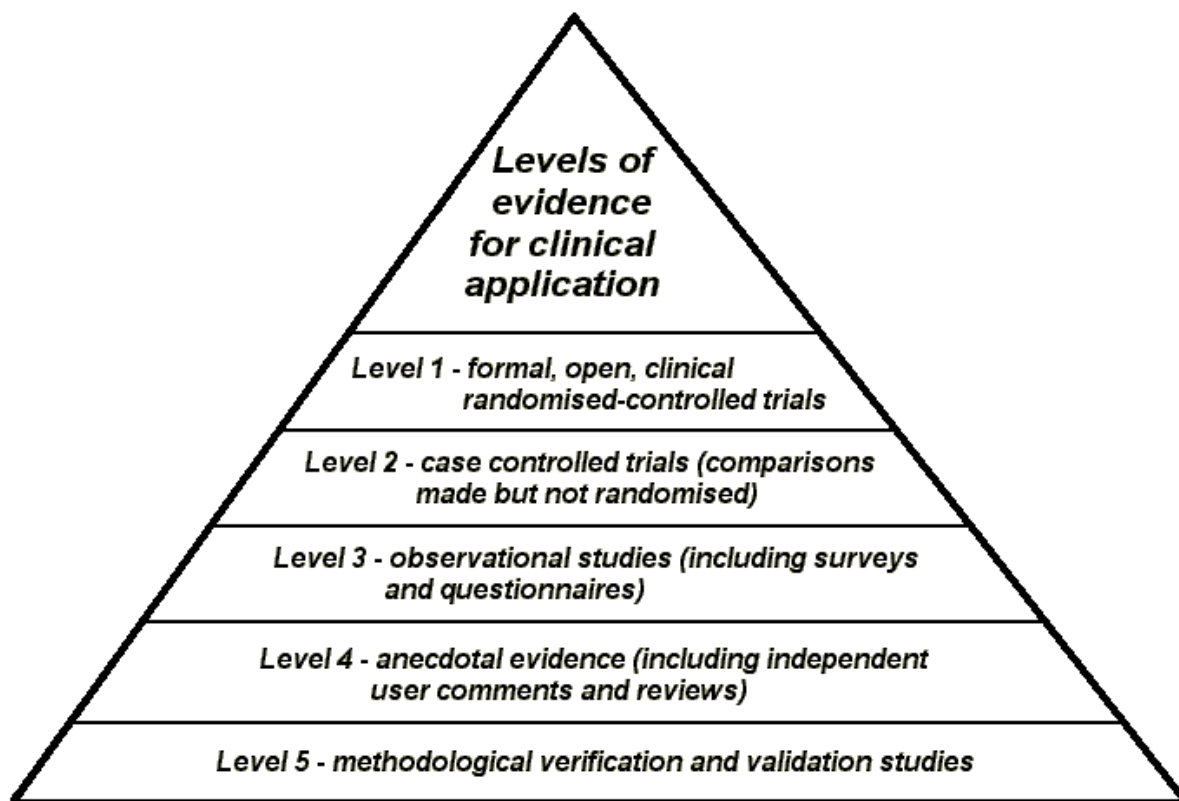 Levels of
evidence
for clinical
application
Level 1 - formal, open, clinical
randomised-controlled trials
Level 2 - case controlled trials (comparisons
made but not randomised)
Level 3 - observational studies (including surveys
and questionnaires)
Level 4 - anecdotal evidence (including independent
user comments and reviews)
Level 5 - methodological verification and validation studies